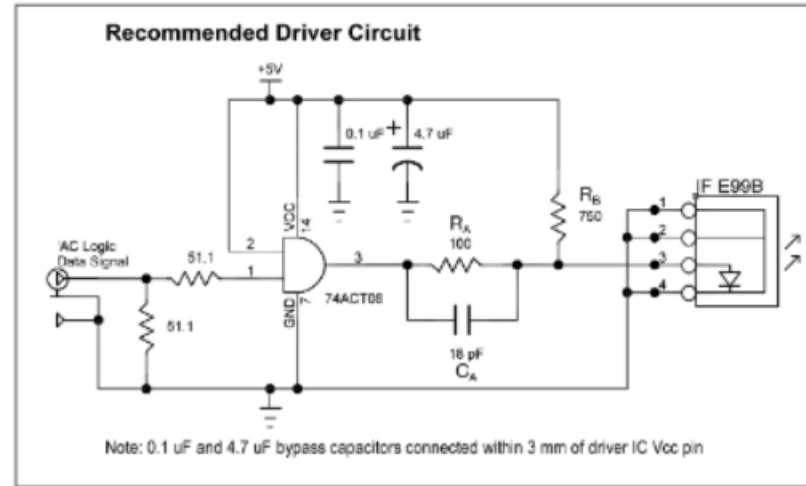 Recommended Driver Circuit
+5V
0.1 uF
+
4.7 uF
IF E99B
RB
750
VCC
14
1
2
3
4
'AC Logic
Data Signal
51.1
2
1
3
RA
100
74ACT08
GND
7
51.1
18 pF
CA
Note: 0.1 uF and 4.7 uF bypass capacitors connected within 3 mm of driver IC Vcc pin